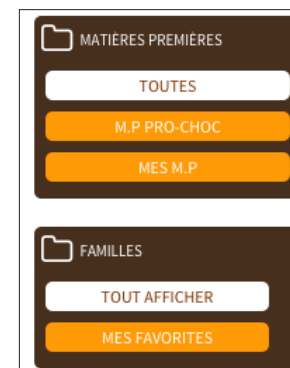 MATIÈRES PREMIÈRES
TOUTES
M.P PRO-CHOC
MES M.P
FAMILLES
TOUT AFFICHER
MES FAVORITES